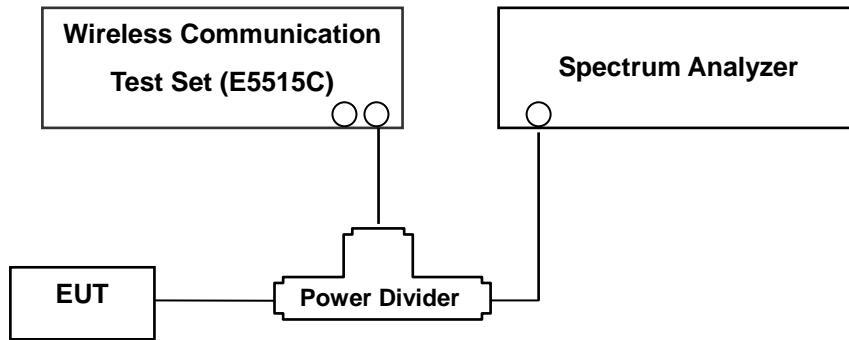 Wireless Communication
Test Set (E5515C)
Spectrum Analyzer
EUT
Power Divider